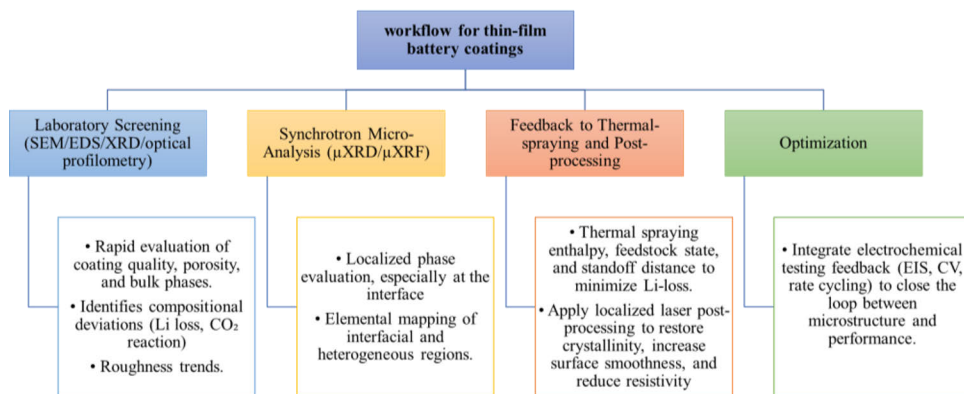 workflow for thin-film
battery coatings
Laboratory Screening
(SEM/EDS/XRD/optical
profilometry)
• Rapid evaluation of
coating quality, porosity,
and bulk phases.
• Identifies compositional
deviations (Li loss, CO₂
reaction)
• Roughness trends.
Synchrotron Micro-
Analysis (µXRD/µXRF)
• Localized phase
evaluation, especially at the
interface
• Elemental mapping of
interfacial and
heterogeneous regions.
Feedback to Thermal-
spraying and Post-
processing
• Thermal spraying
enthalpy, feedstock state,
and standoff distance to
minimize Li-loss.
• Apply localized laser post-
processing to restore
crystallinity, increase
surface smoothness, and
reduce resistivity
Optimization
• Integrate electrochemical
testing feedback (EIS, CV,
rate cycling) to close the
loop between
microstructure and
performance.